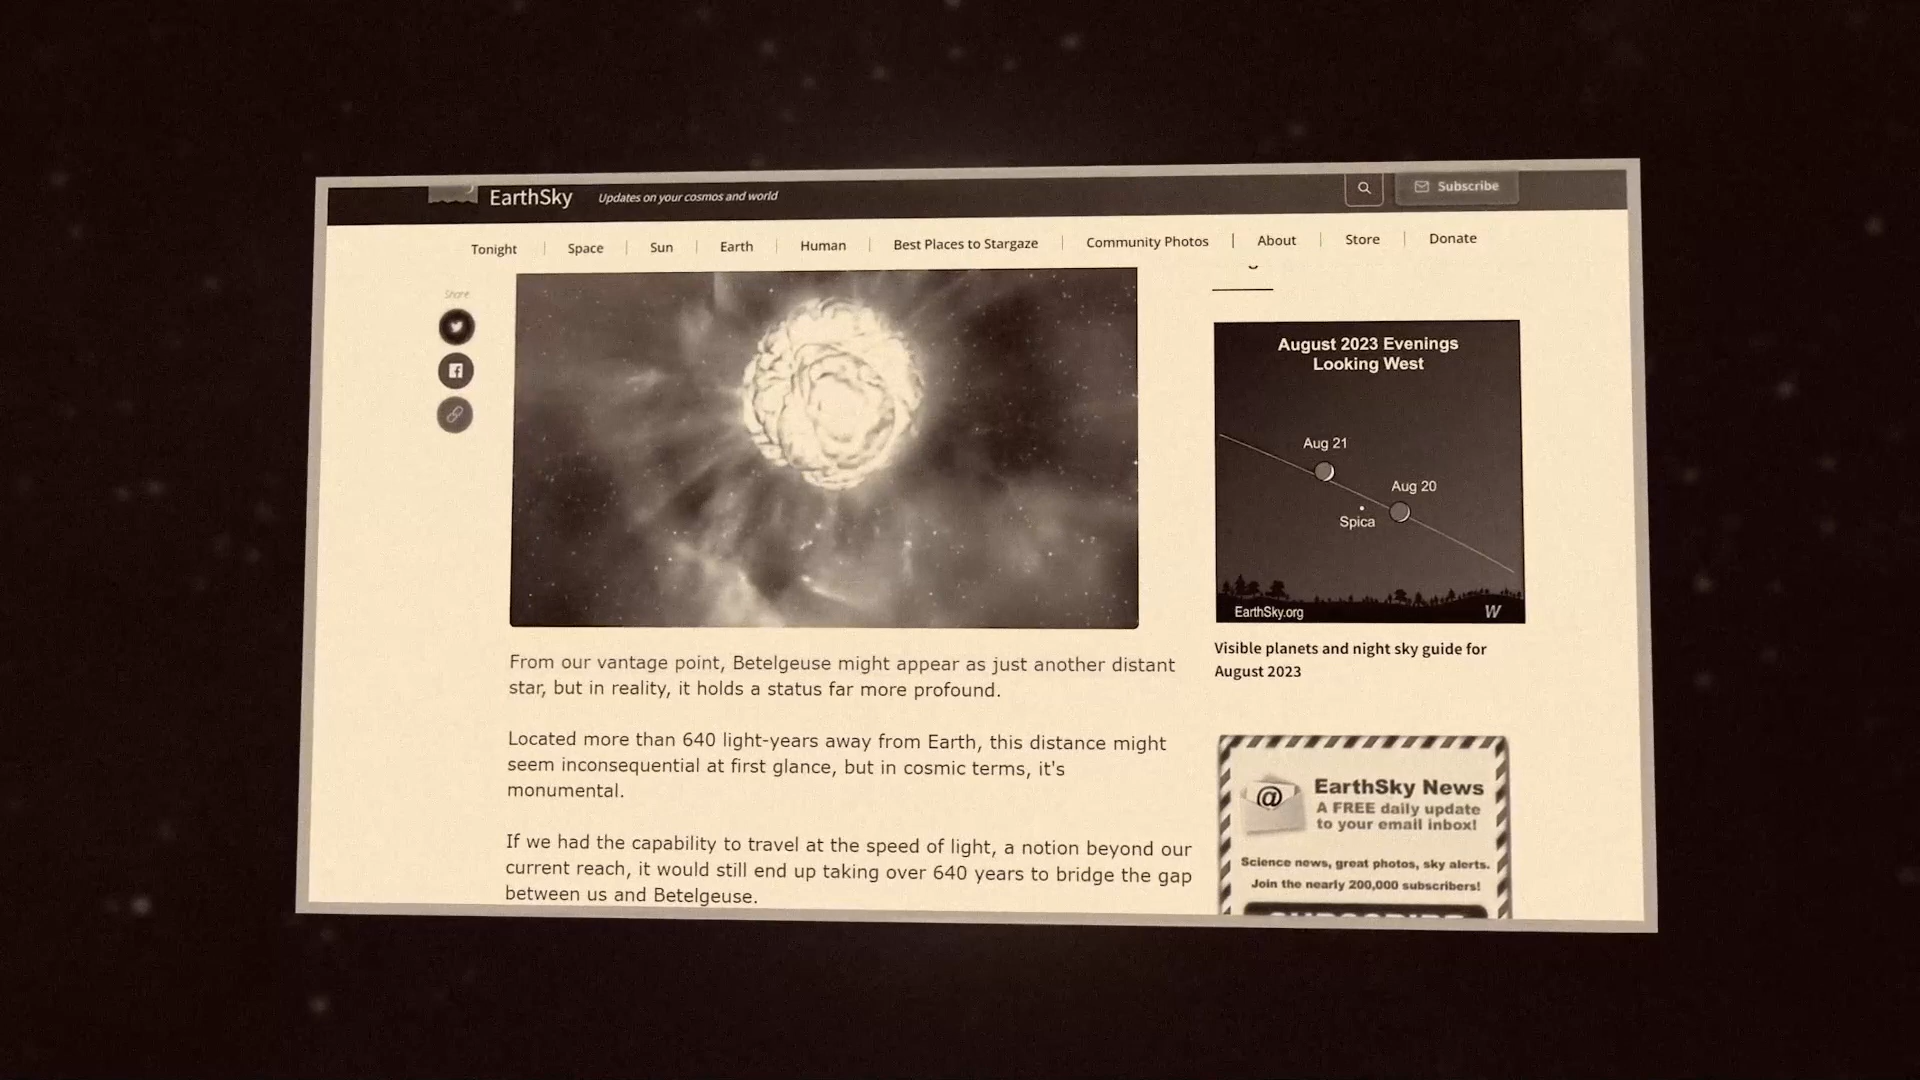 EarthSky
Updates on your cosmos and world
Subscribe
Tonight
Space
Sun
Earth
Human
Best Places to Stargaze
Community Photos
About
Store
Donate
Share
August 2023 Evenings
Looking West
Aug 21
Aug 20
Spica
EarthSky.org
W
Visible planets and night sky guide for
August 2023
From our vantage point, Betelgeuse might appear as just another distant
star, but in reality, it holds a status far more profound.
Located more than 640 light-years away from Earth, this distance might
seem inconsequential at first glance, but in cosmic terms, it's
monumental.
If we had the capability to travel at the speed of light, a notion beyond our
current reach, it would still end up taking over 640 years to bridge the gap
between us and Betelgeuse.
@
EarthSky News
A FREE daily update
to your email inbox!
Science news, great photos, sky alerts.
Join the nearly 200,000 subscribers!